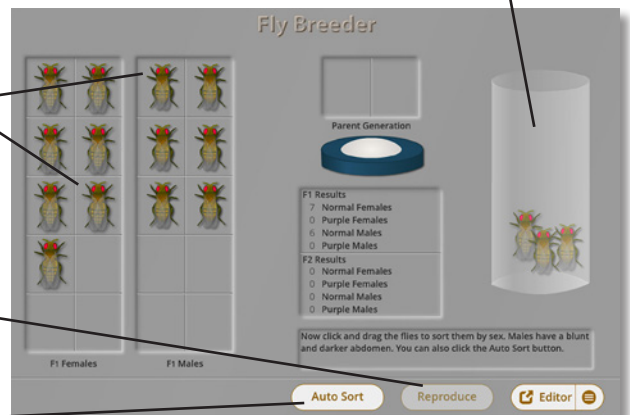 Fly Breeder
Parent Generation
F1 Results
7 Normal Females
0 Purple Females
6 Normal Males
0 Purple Males
F2 Results
0 Normal Females
0 Purple Females
0 Normal Males
0 Purple Males
Now click and drag the flies to sort them by sex. Males have a blunt
and darker abdomen. You can also click the Auto Sort button.
F1 Females
F1 Males
Auto Sort
Reproduce
Editor